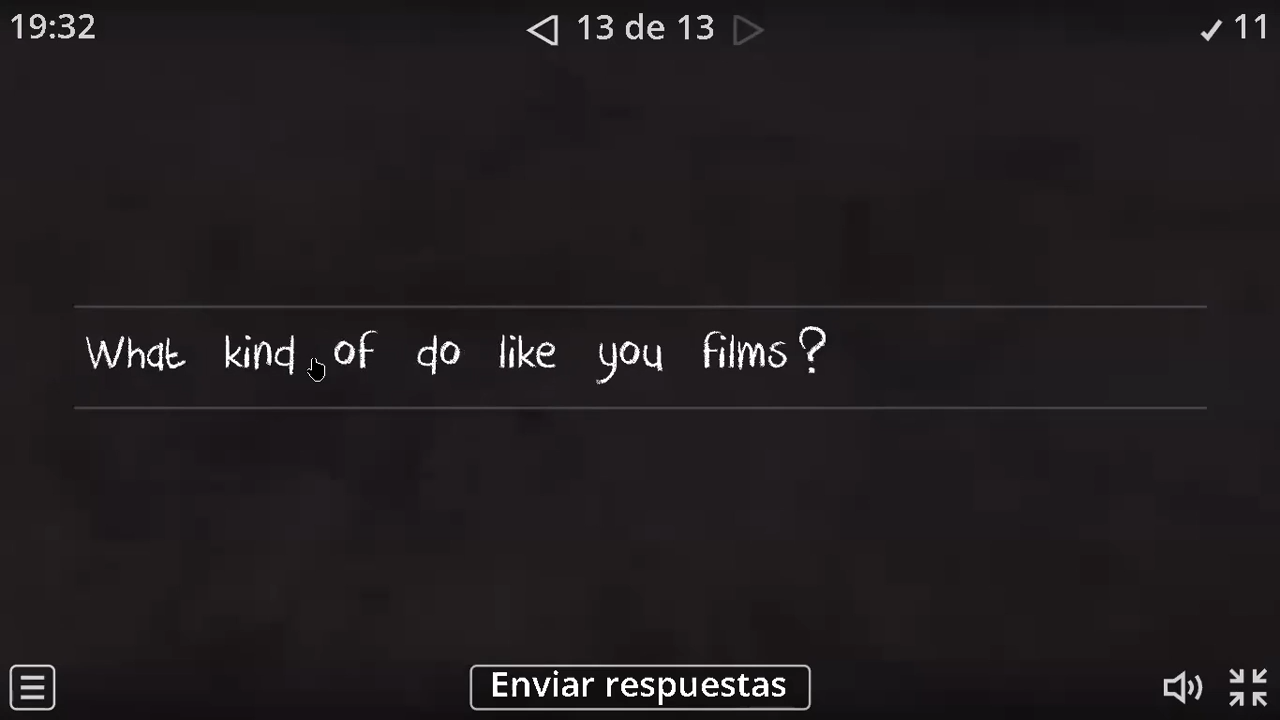 19:32
13 de 13
11
What kind of do like you films?
Enviar respuestas